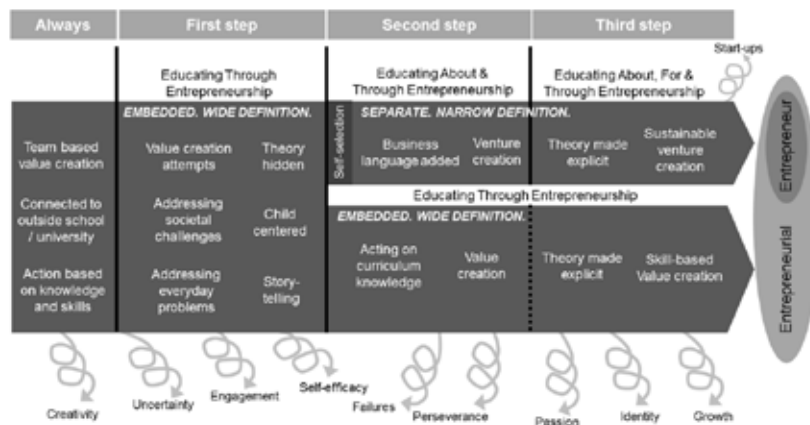 Always
First step
Second step
Third step
Start-ups
Educating Through
Entrepreneurship
Educating About &
Through Entrepreneurship
Educating About, For &
Through Entrepreneurship
EMBEDDED. WIDE DEFINITION.
Self-selection
SEPARATE. NARROW DEFINITION.
Team based
value creation
Value creation
attempts
Theory
hidden
Business
language added
Venture
creation
Theory made
explicit
Sustainable
venture
creation
Entrepreneur
Educating Through Entrepreneurship
Connected to
outside school
/ university
Addressing
societal
challenges
Child
centered
EMBEDDED. WIDE DEFINITION.
Action based
on knowledge
and skills
Addressing
everyday
problems
Story-
telling
Acting on
curriculum
knowledge
Value
creation
Theory made
explicit
Skill-based
Value creation
Entrepreneurial
Creativity
Uncertainty
Engagement
Self-efficacy
Failures
Perseverance
Passion
Identity
Growth